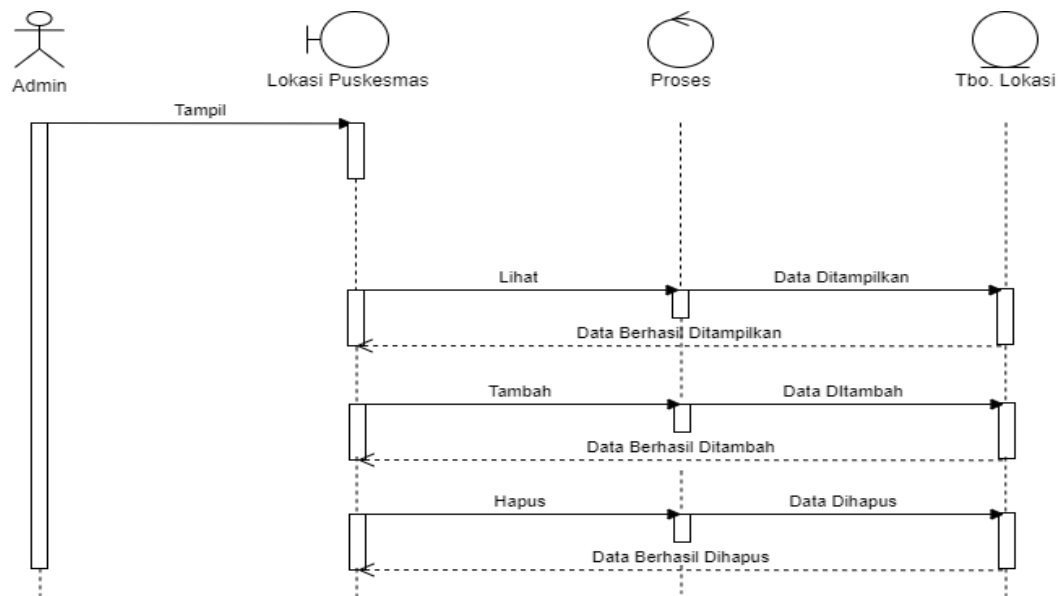 Admin
Lokasi Puskesmas
Proses
Tbo. Lokasi
Tampil
Lihat
Data Ditampilkan
Data Berhasil Ditampilkan
Tambah
Data DItambah
Data Berhasil Ditambah
Hapus
Data Dihapus
Data Berhasil Dihapus